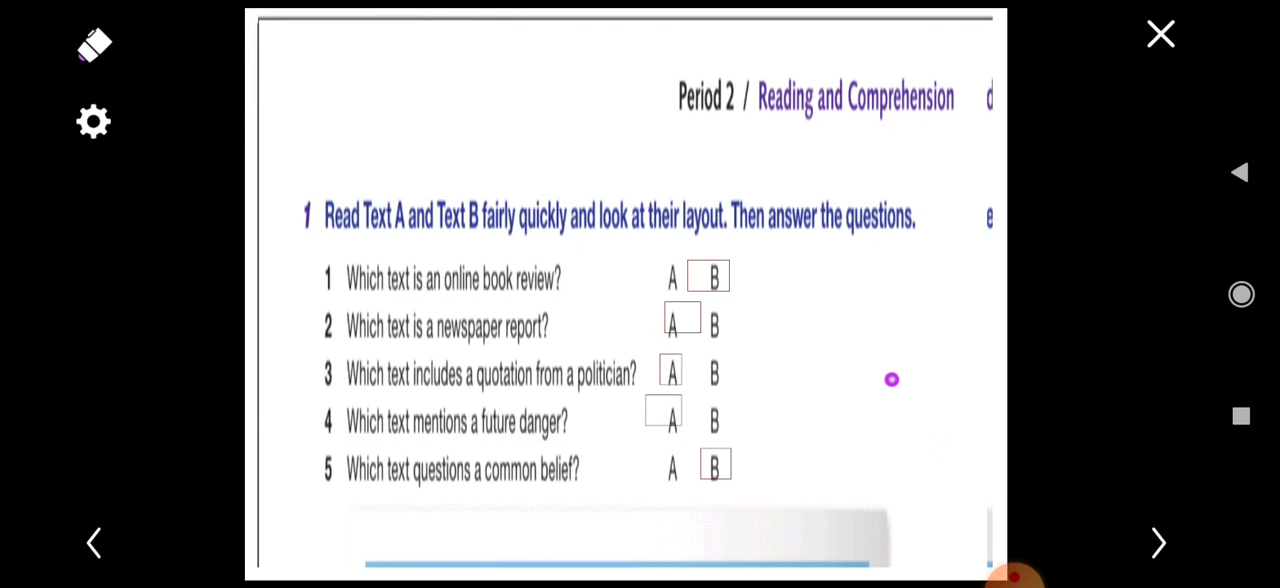 Period 2 / Reading and Comprehension d
1 Read Text A and Text B fairly quickly and look at their layout. Then answer the questions. e
1 Which text is an online book review? A B
2 Which text is a newspaper report? A B
3 Which text includes a quotation from a politician? A B
4 Which text mentions a future danger? A B
5 Which text questions a common belief? A B